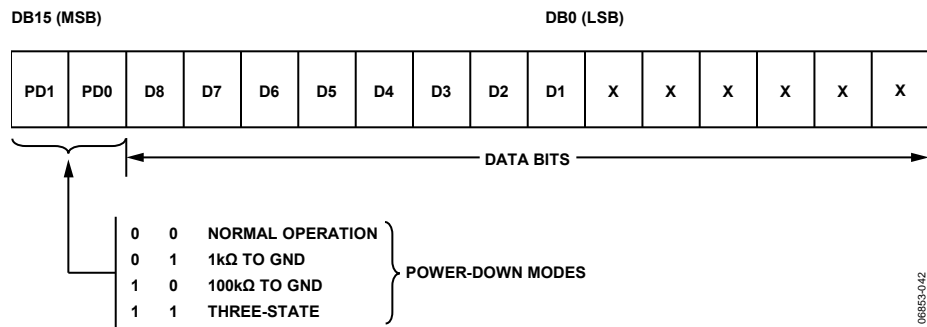 DB15 (MSB) DB0 (LSB)
PD1 PD0 D8 D7 D6 D5 D4 D3 D2 D1 X X X X X X
DATA BITS
0 0 NORMAL OPERATION
0 1 1kΩ TO GND
1 0 100kΩ TO GND
1 1 THREE-STATE
POWER-DOWN MODES
06853-042